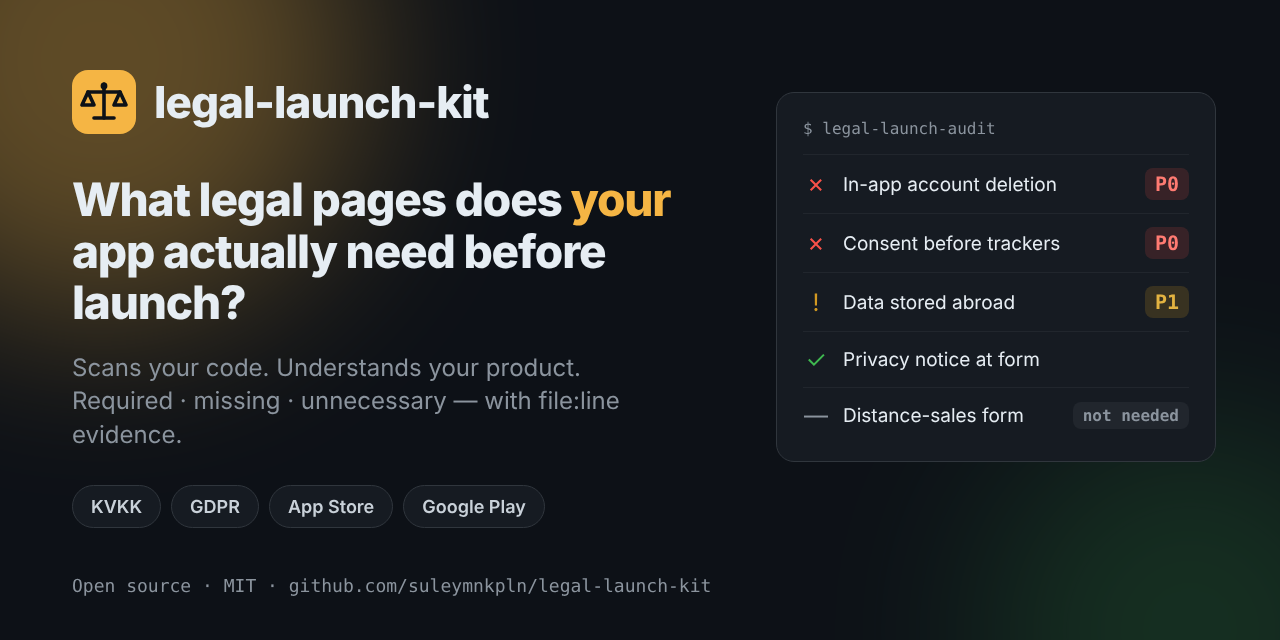 legal-launch-kit
What legal pages does your
app actually need before
launch?
Scans your code. Understands your product.
Required · missing · unnecessary — with file:line
evidence.
KVKK
GDPR
App Store
Google Play
Open source · MIT · github.com/suleymnkpln/legal-launch-kit
$ legal-launch-audit
✕ In-app account deletion P0
✕ Consent before trackers P0
! Data stored abroad P1
✓ Privacy notice at form
— Distance-sales form not needed